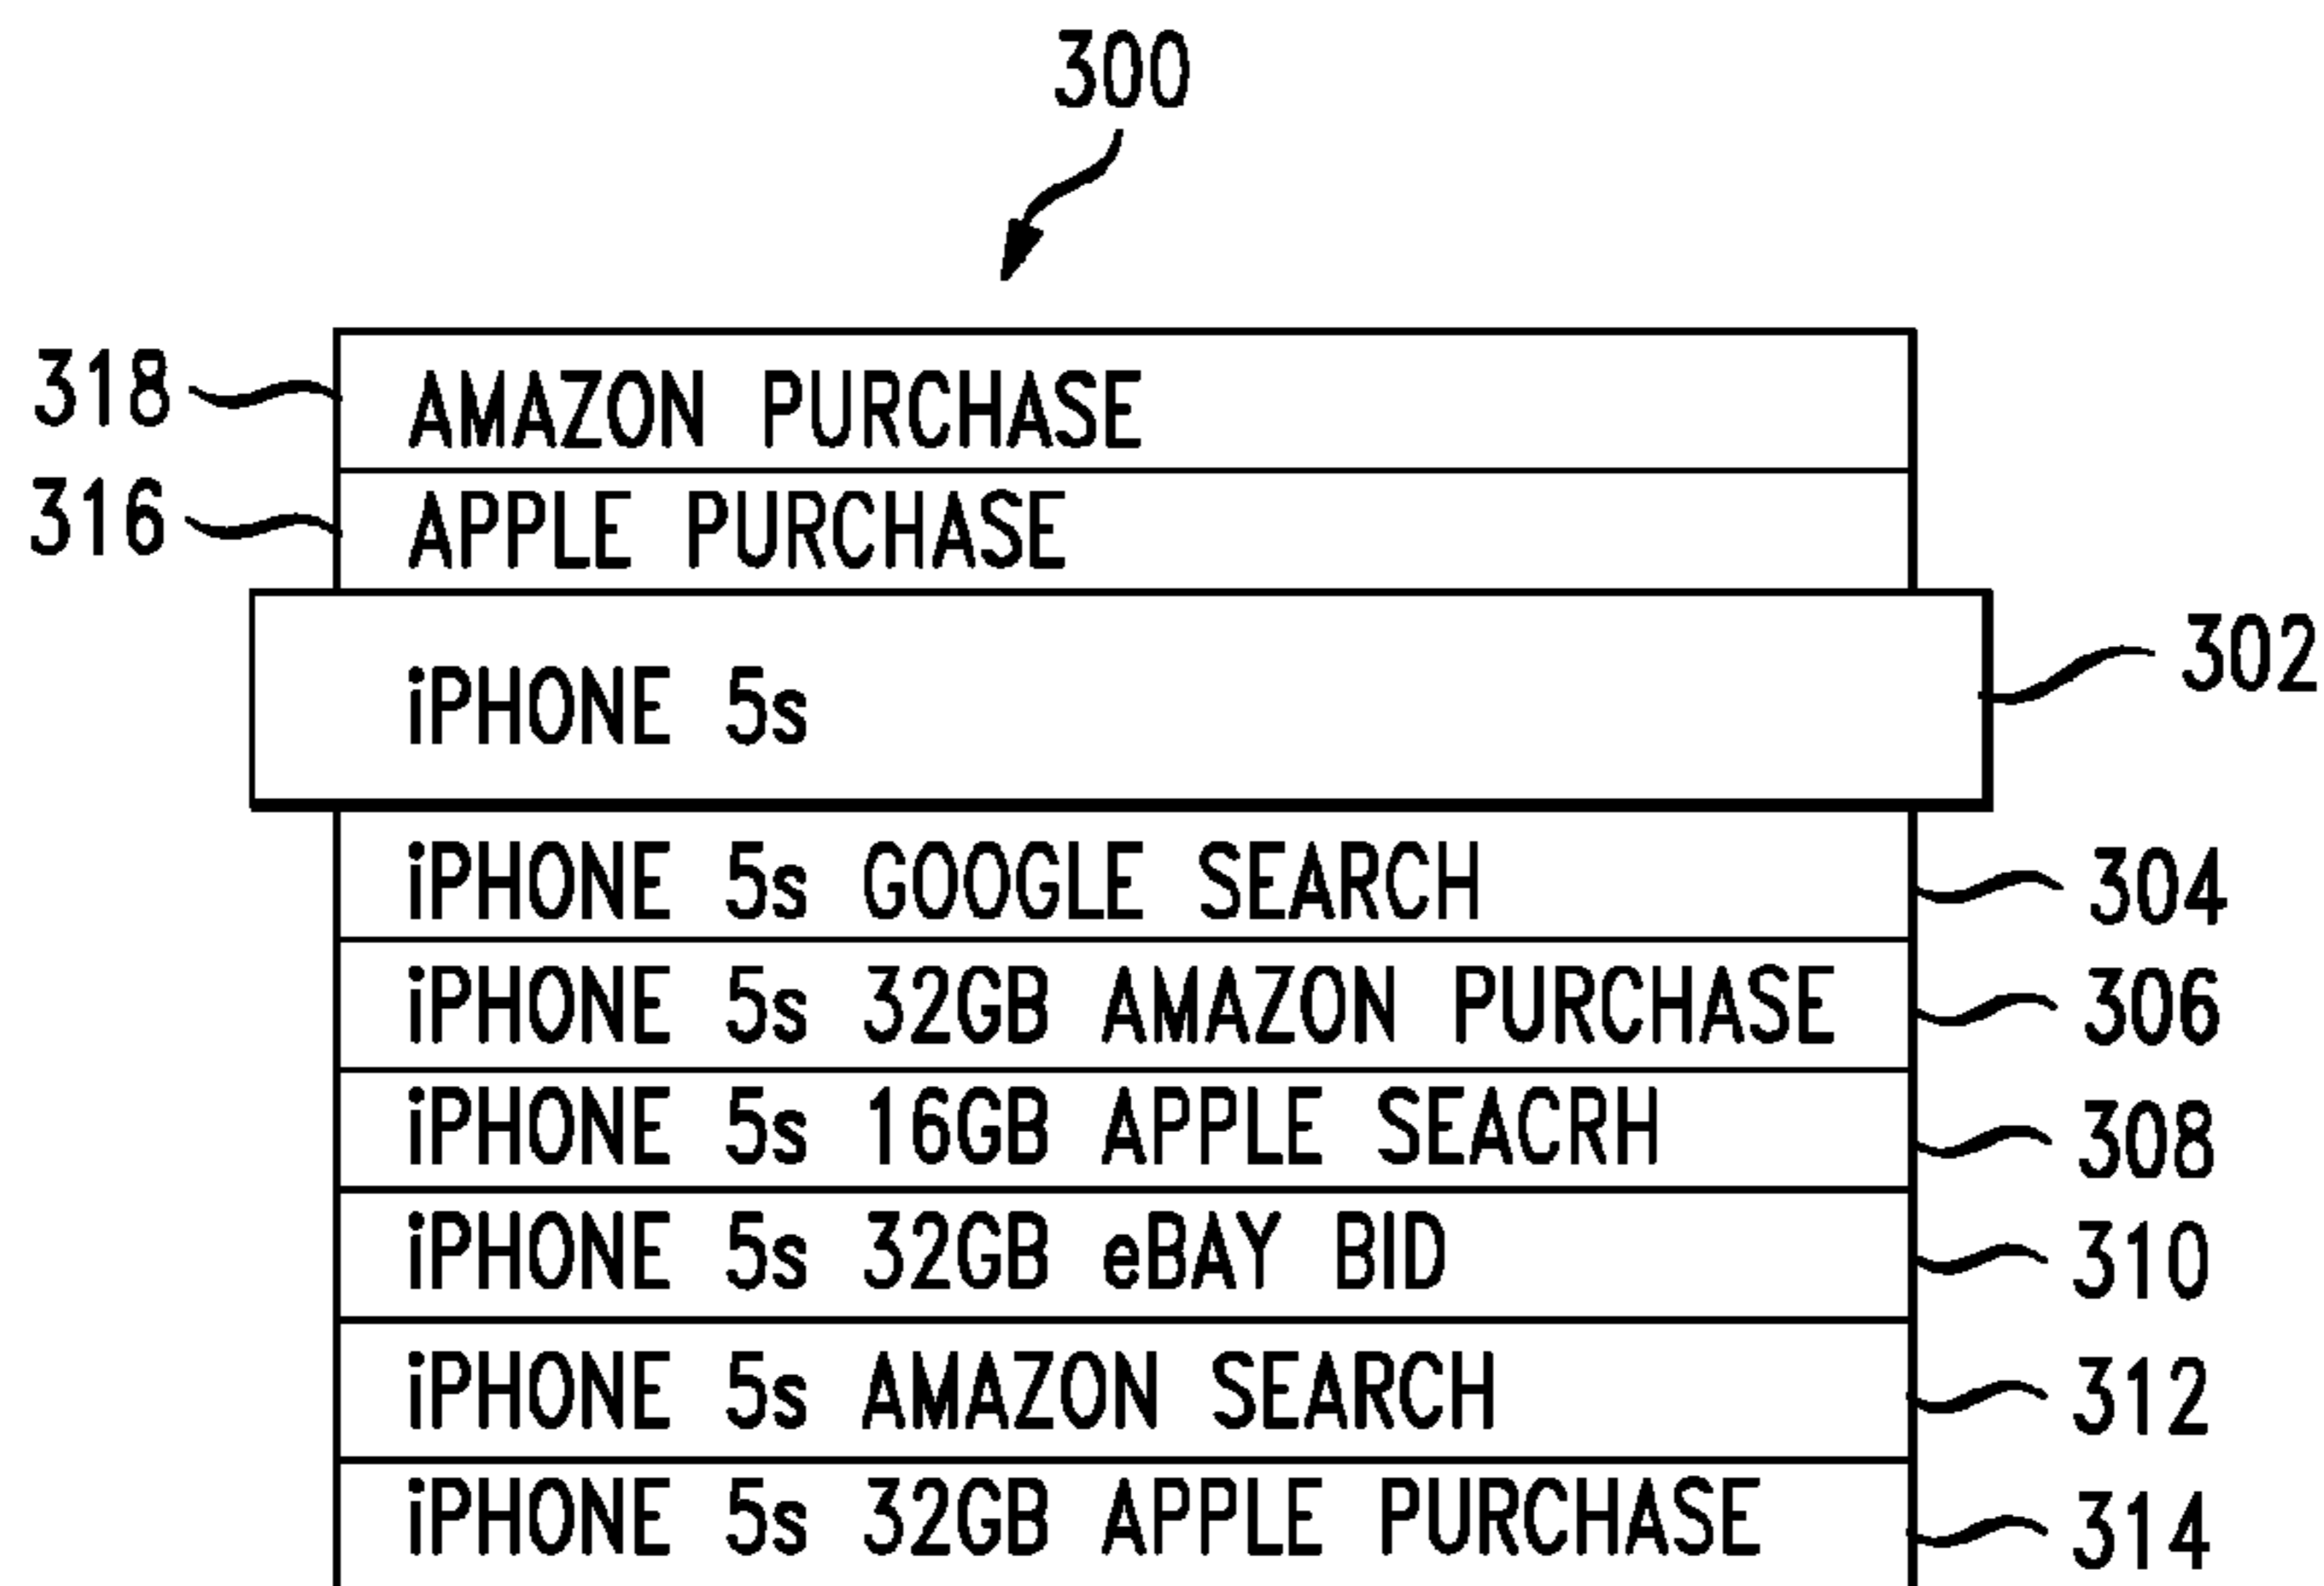 300
318 AMAZON PURCHASE
316 APPLE PURCHASE
iPHONE 5s 302
iPHONE 5s GOOGLE SEARCH 304
iPHONE 5s 32GB AMAZON PURCHASE 306
iPHONE 5s 16GB APPLE SEACRH 308
iPHONE 5s 32GB eBAY BID 310
iPHONE 5s AMAZON SEARCH 312
iPHONE 5s 32GB APPLE PURCHASE 314